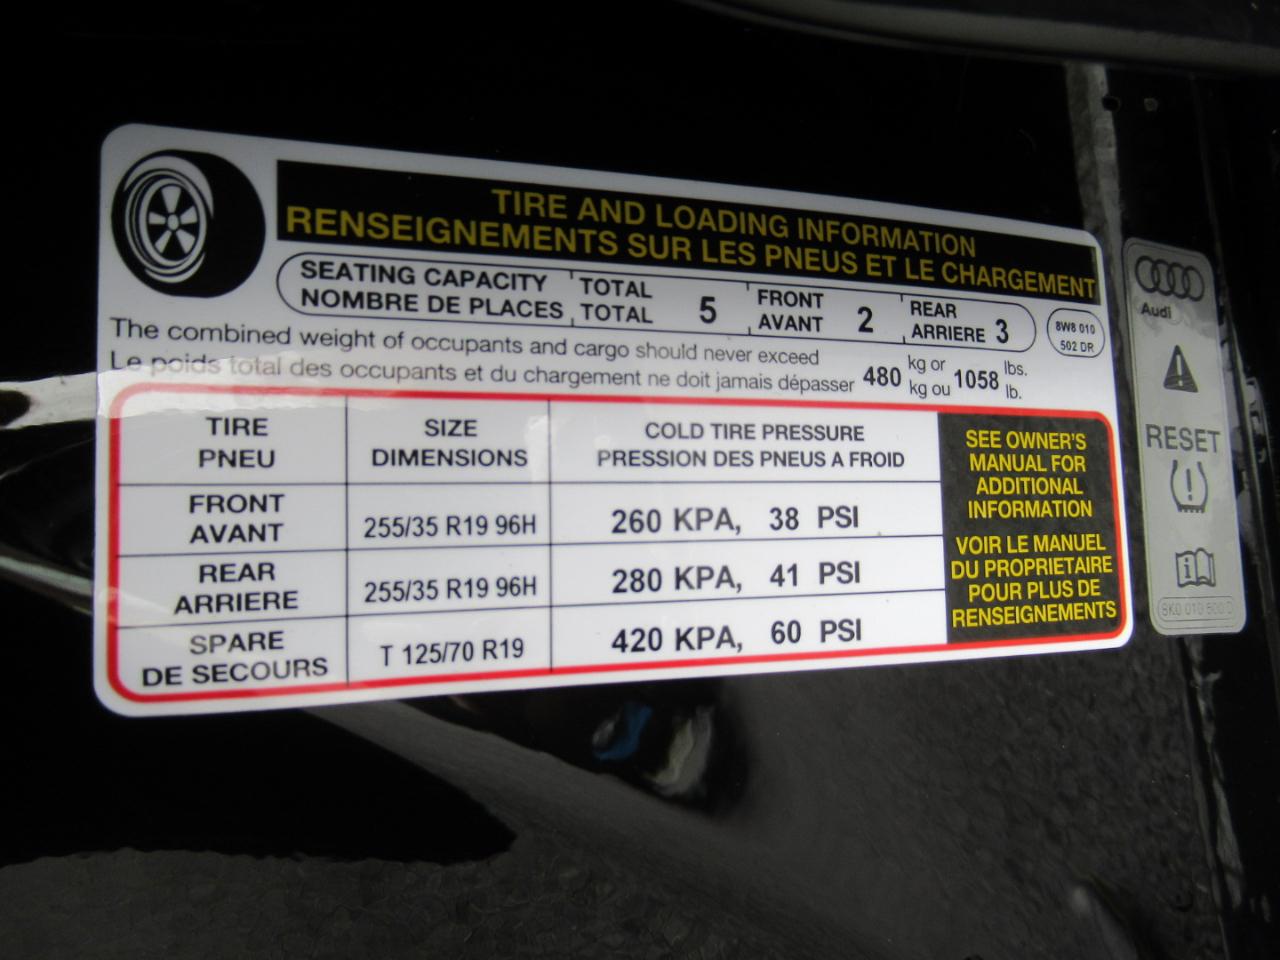 TIRE AND LOADING INFORMATION
RENSEIGNEMENTS SUR LES PNEUS ET LE CHARGEMENT
SEATING CAPACITY TOTAL 5 FRONT 2 REAR 3
NOMBRE DE PLACES TOTAL AVANT ARRIERE
8W8 010
502 DR
The combined weight of occupants and cargo should never exceed 480 kg or 1058 lbs.
Le poids total des occupants et du chargement ne doit jamais dépasser kg ou lb.
TIRE SIZE COLD TIRE PRESSURE
PNEU DIMENSIONS PRESSION DES PNEUS A FROID
FRONT
AVANT 255/35 R19 96H 260 KPA, 38 PSI
REAR
ARRIERE 255/35 R19 96H 280 KPA, 41 PSI
SPARE
DE SECOURS T 125/70 R19 420 KPA, 60 PSI
SEE OWNER'S
MANUAL FOR
ADDITIONAL
INFORMATION
VOIR LE MANUEL
DU PROPRIETAIRE
POUR PLUS DE
RENSEIGNEMENTS
Audi
RESET
8K0 010 500 D